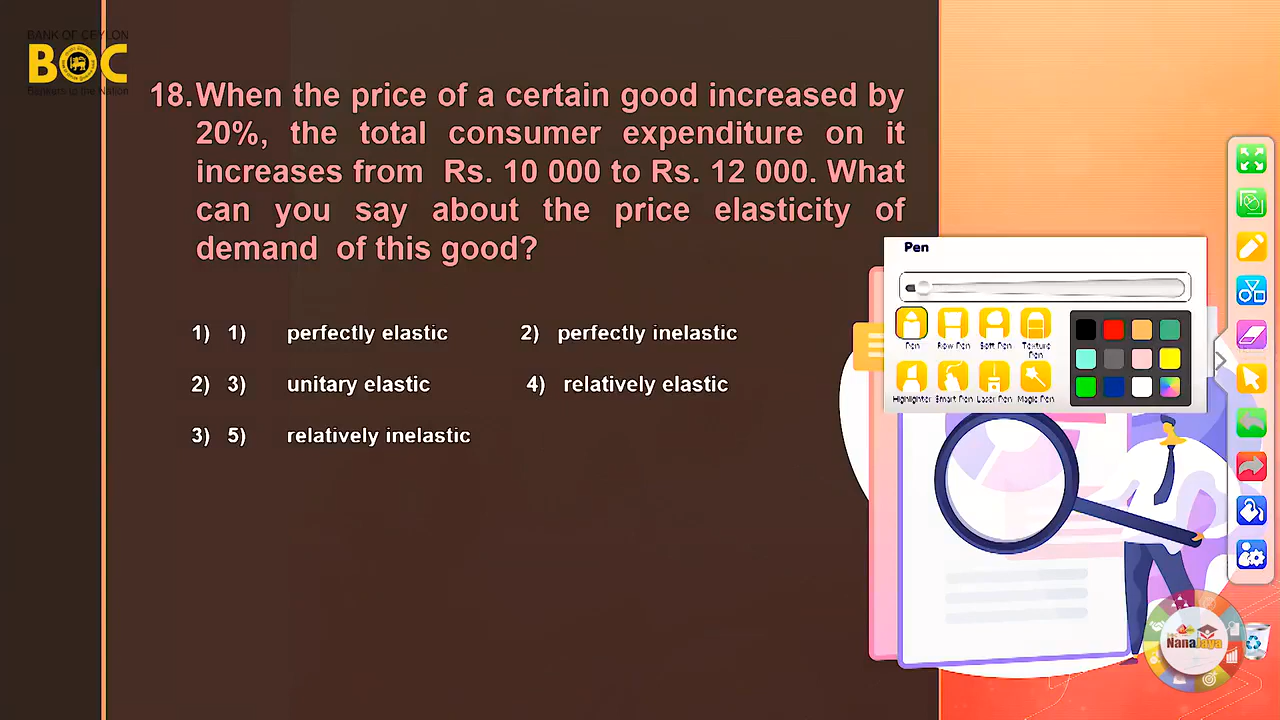 BANK OF CEYLON
BOC
Bankers to the Nation
18. When the price of a certain good increased by
20%, the total consumer expenditure on it
increases from Rs. 10 000 to Rs. 12 000. What
can you say about the price elasticity of
demand of this good?
1) 1) perfectly elastic 2) perfectly inelastic
2) 3) unitary elastic 4) relatively elastic
3) 5) relatively inelastic
Pen
Pen Row Pen Soft Pen Texture
Pen
Highlighter Smart Pen Laser Pen Magic Pen
NanaJaya